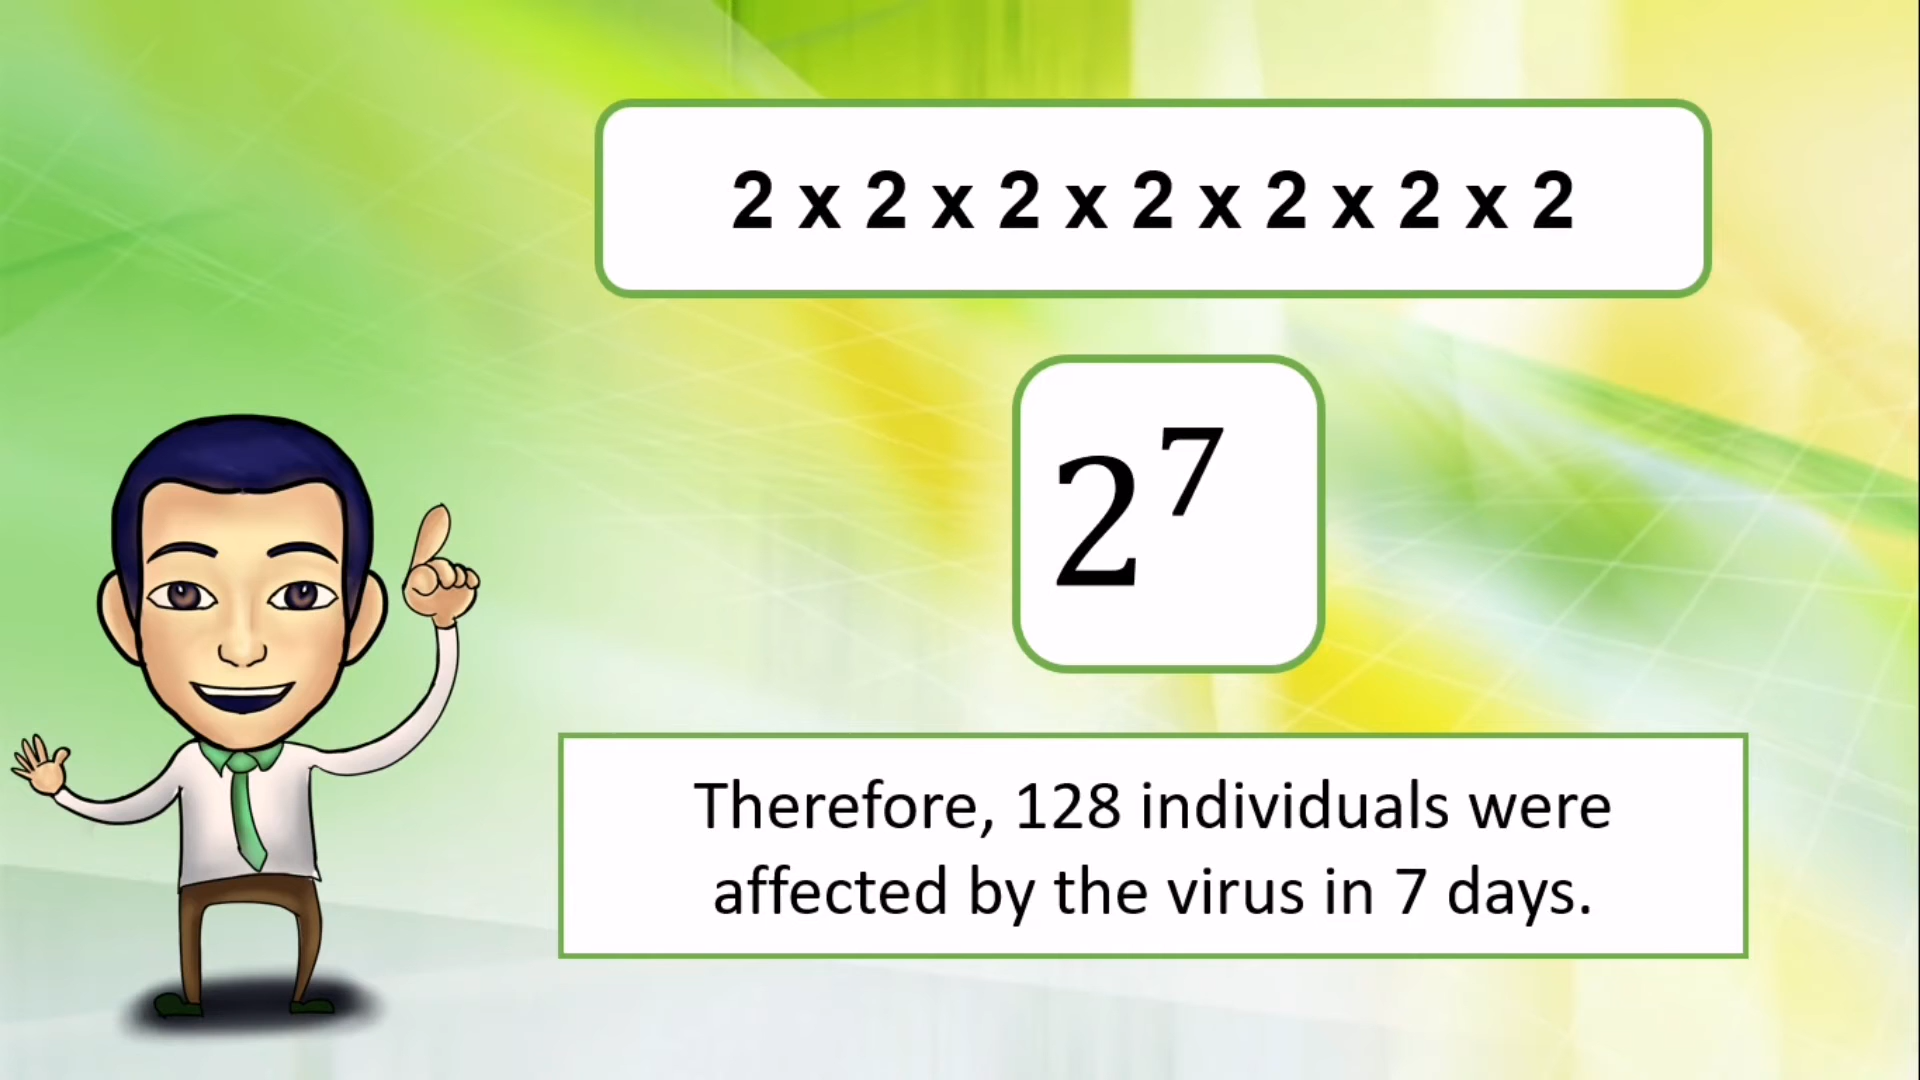 2 x 2 x 2 x 2 x 2 x 2 x 2
2⁷
Therefore, 128 individuals were
affected by the virus in 7 days.